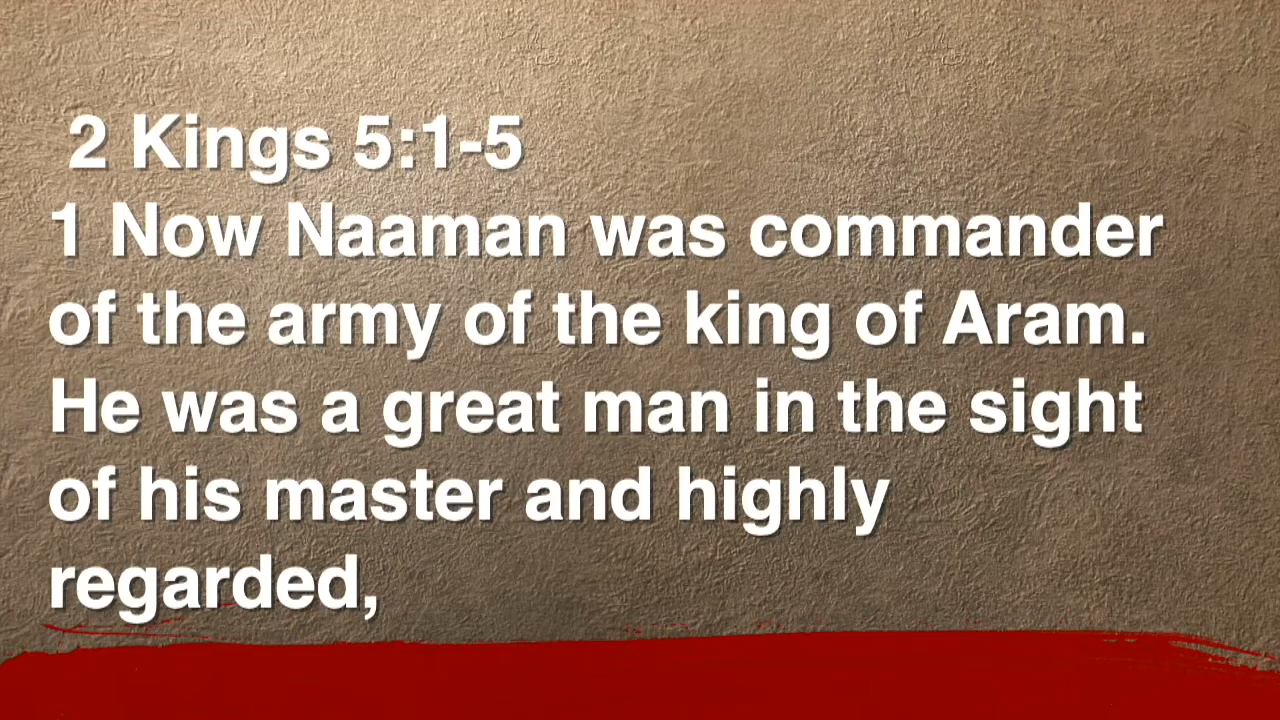 2 Kings 5:1-5
1 Now Naaman was commander
of the army of the king of Aram.
He was a great man in the sight
of his master and highly
regarded,